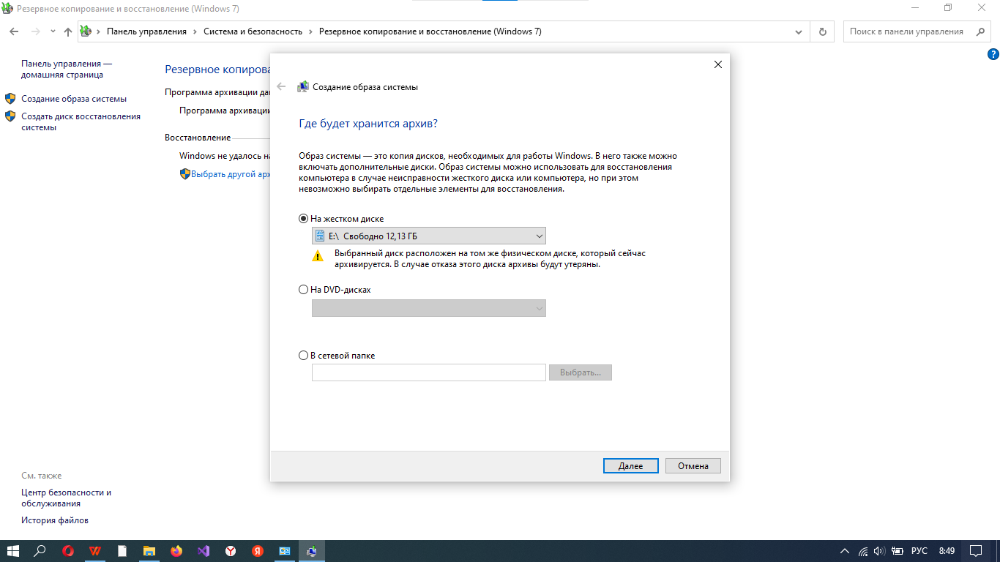 Резервное копирование и восстановление (Windows 7)
Панель управления
Система и безопасность
Резервное копирование и восстановление (Windows 7)
Поиск в панели управления
Панель управления —
домашняя страница
Создание образа системы
Создать диск восстановления
системы
Резервное копирова
Программа архивации да
Программа архивации
Восстановление
Windows не удалось на
Выбрать другой арх
Создание образа системы
Где будет хранится архив?
Образ системы — это копия дисков, необходимых для работы Windows. В него также можно
включать дополнительные диски. Образ системы можно использовать для восстановления
компьютера в случае неисправности жесткого диска или компьютера, но при этом
невозможно выбирать отдельные элементы для восстановления.
На жестком диске
E:\ Свободно 12,13 ГБ
Выбранный диск расположен на том же физическом диске, который сейчас
архивируется. В случае отказа этого диска архивы будут утеряны.
На DVD-дисках
В сетевой папке
Выбрать...
Далее
Отмена
См. также
Центр безопасности и
обслуживания
История файлов
РУС
8:49